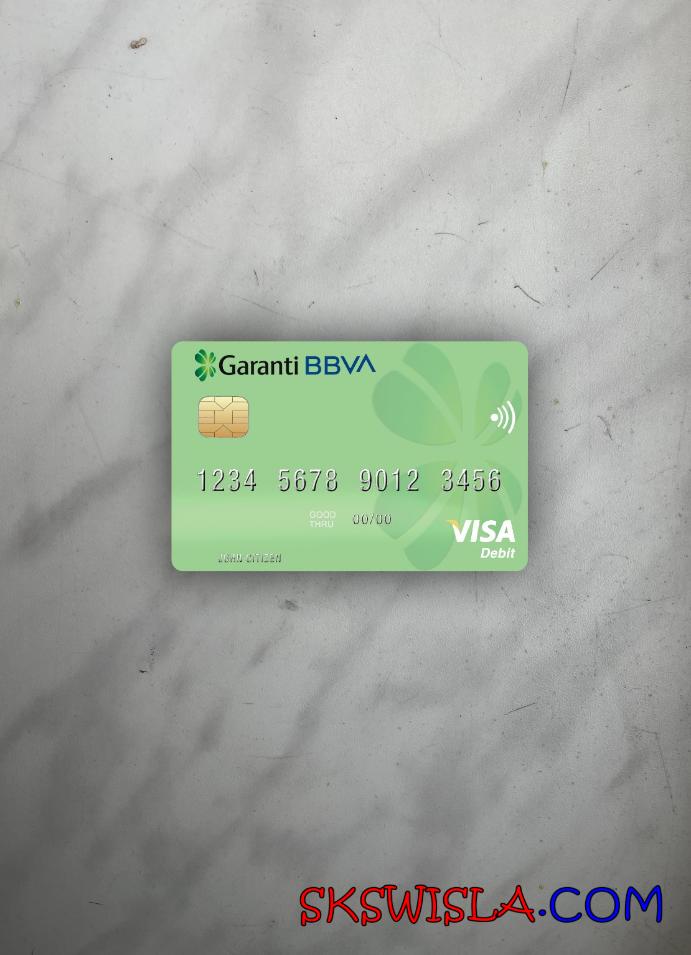 Garanti BBVA
1234 5678 9012 3456
GOOD THRU 00/00
VISA
Debit
JOHN CITIZEN
SKSWISLA.COM